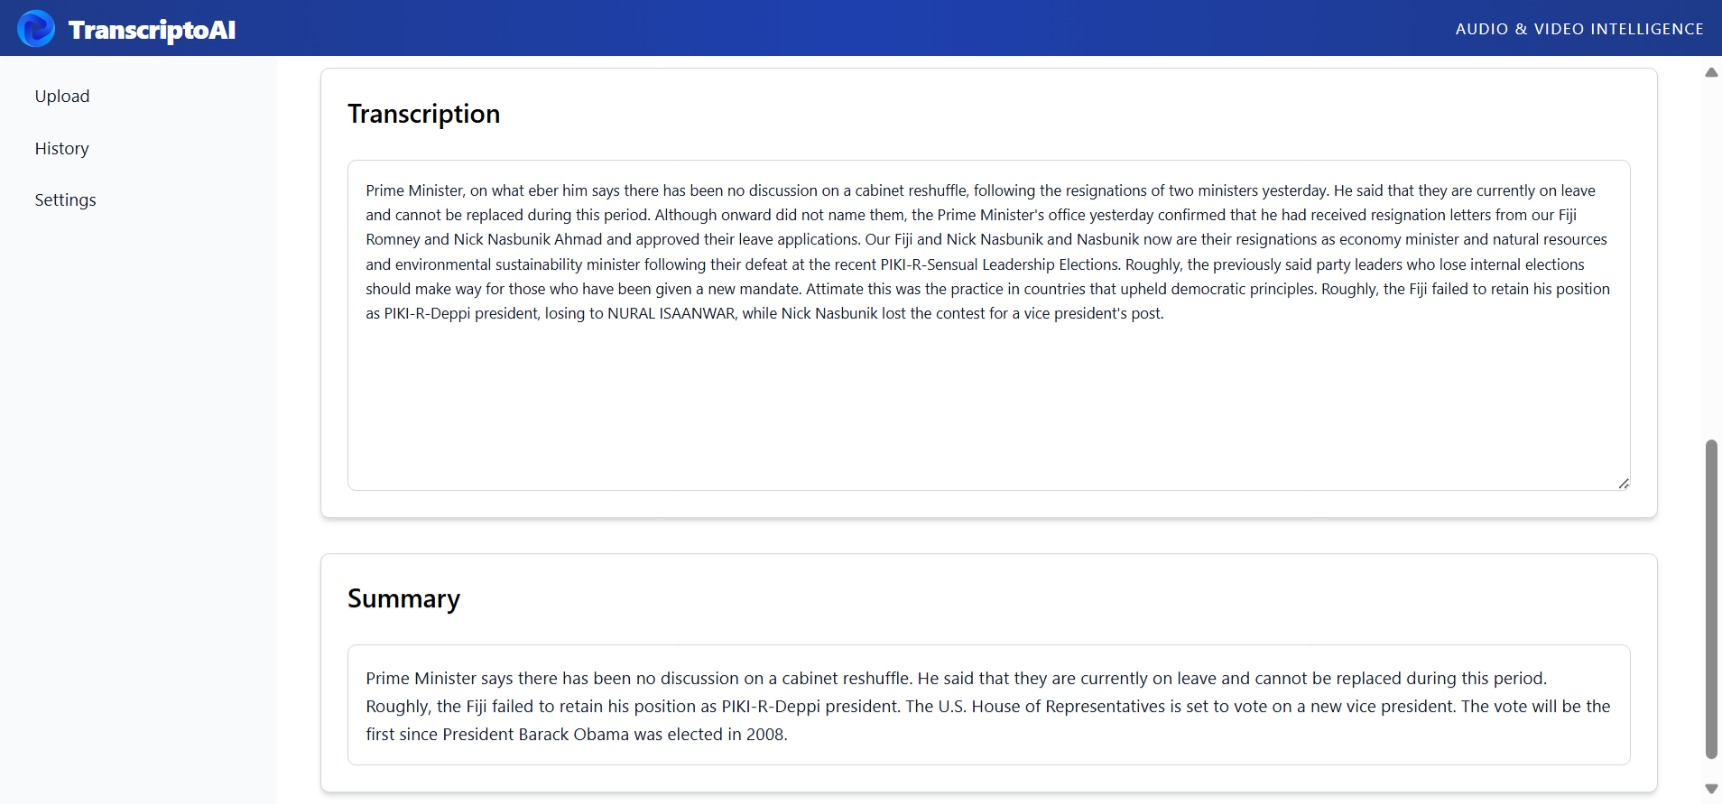 TranscriptoAI
AUDIO & VIDEO INTELLIGENCE
Upload
History
Settings
Transcription
Prime Minister, on what eber him says there has been no discussion on a cabinet reshuffle, following the resignations of two ministers yesterday. He said that they are currently on leave
and cannot be replaced during this period. Although onward did not name them, the Prime Minister's office yesterday confirmed that he had received resignation letters from our Fiji
Romney and Nick Nasbunik Ahmad and approved their leave applications. Our Fiji and Nick Nasbunik and Nasbunik now are their resignations as economy minister and natural resources
and environmental sustainability minister following their defeat at the recent PIKI-R-Sensual Leadership Elections. Roughly, the previously said party leaders who lose internal elections
should make way for those who have been given a new mandate. Attimate this was the practice in countries that upheld democratic principles. Roughly, the Fiji failed to retain his position
as PIKI-R-Deppi president, losing to NURAL ISAANWAR, while Nick Nasbunik lost the contest for a vice president's post.
Summary
Prime Minister says there has been no discussion on a cabinet reshuffle. He said that they are currently on leave and cannot be replaced during this period.
Roughly, the Fiji failed to retain his position as PIKI-R-Deppi president. The U.S. House of Representatives is set to vote on a new vice president. The vote will be the
first since President Barack Obama was elected in 2008.